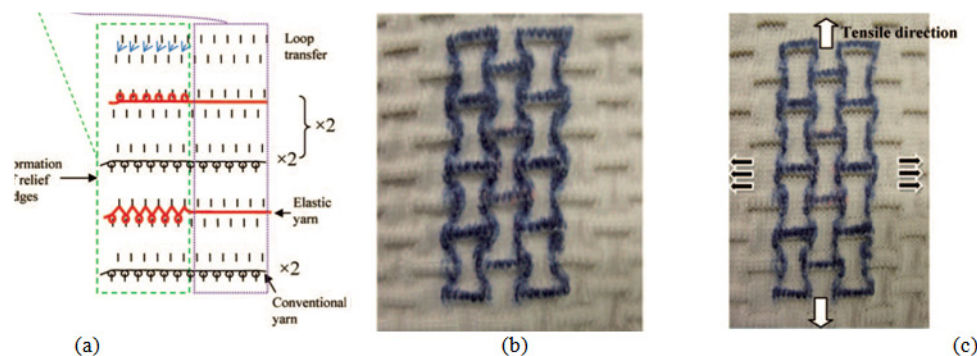 Loop
transfer
×2
×2
ormation
relief
dges
Elastic
yarn
×2
Conventional
yarn
Tensile direction
(a)
(b)
(c)